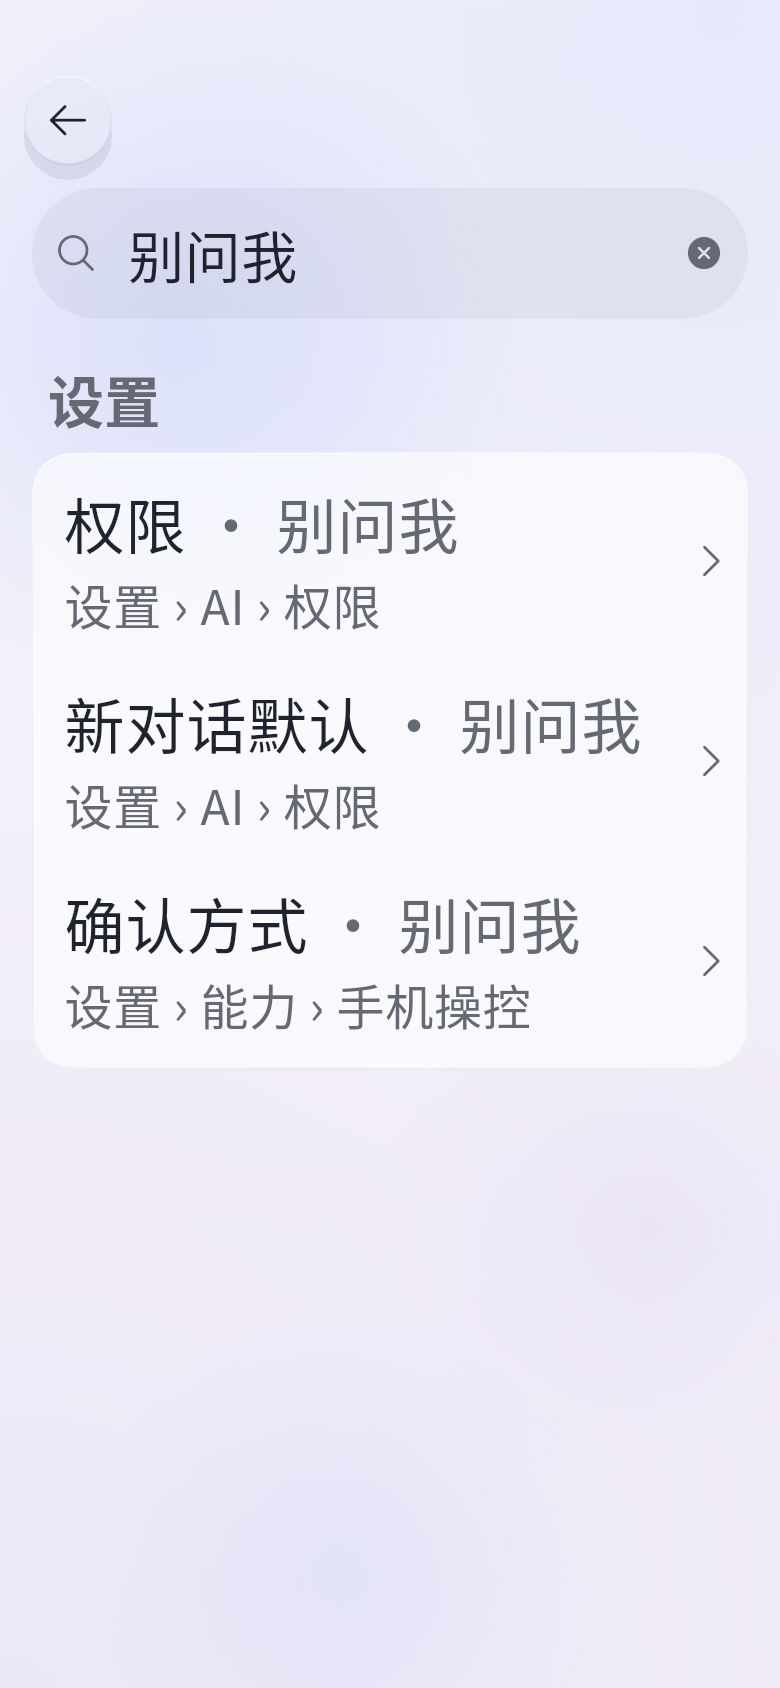 别问我
设置
权限 · 别问我
设置 › AI › 权限
新对话默认 · 别问我
设置 › AI › 权限
确认方式 · 别问我
设置 › 能力 › 手机操控